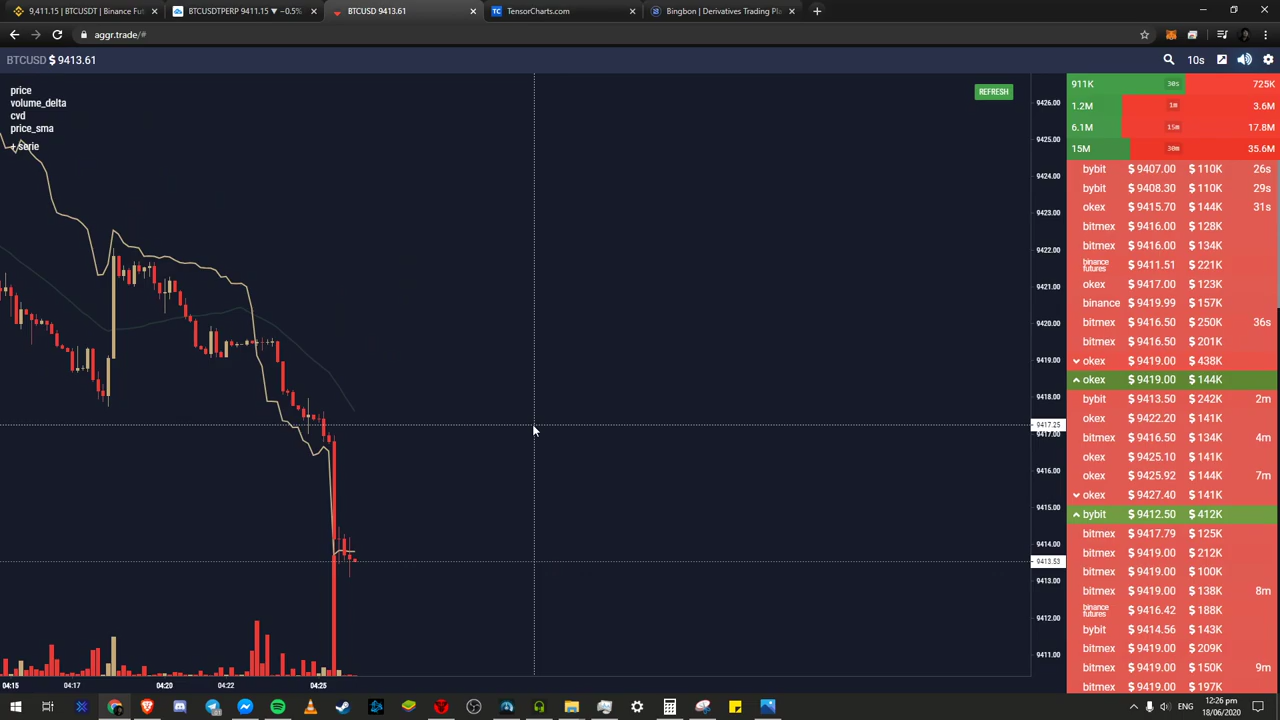 9,411.15 | BTCUSDT | Binance Fut
BTCUSDTPERP 9411.15 ▼ −0.5%
BTCUSD 9413.61
TensorCharts.com
Bingbon | Derivatives Trading Pla
aggr.trade/#
BTCUSD $ 9413.61
10s
price
volume_delta
cvd
price_sma
REFRESH
9426.00
9425.00
9424.00
9423.00
9422.00
9421.00
9420.00
9419.00
9418.00
9417.25
9417.00
9416.00
9415.00
9414.00
9413.53
9413.00
9412.00
9411.00
04:15
04:17
04:20
04:22
04:25
911K 30s 725K
1.2M 1m 3.6M
6.1M 15m 17.8M
15M 30m 35.6M
bybit $ 9407.00 $ 110K 26s
bybit $ 9408.30 $ 110K 29s
okex $ 9415.70 $ 144K 31s
bitmex $ 9416.00 $ 128K
bitmex $ 9416.00 $ 134K
binance futures $ 9411.51 $ 221K
okex $ 9417.00 $ 123K
binance $ 9419.99 $ 157K
bitmex $ 9416.50 $ 250K 36s
bitmex $ 9416.50 $ 201K
okex $ 9419.00 $ 438K
okex $ 9419.00 $ 144K
bybit $ 9413.50 $ 242K 2m
okex $ 9422.20 $ 141K
bitmex $ 9416.50 $ 134K 4m
okex $ 9425.10 $ 141K
okex $ 9425.92 $ 144K 7m
okex $ 9427.40 $ 141K
bybit $ 9412.50 $ 412K
bitmex $ 9417.79 $ 125K
bitmex $ 9419.00 $ 212K
bitmex $ 9419.00 $ 100K
bitmex $ 9419.00 $ 138K 8m
binance futures $ 9416.42 $ 188K
bybit $ 9414.56 $ 143K
bitmex $ 9419.00 $ 209K
bitmex $ 9419.00 $ 150K 9m
bitmex $ 9419.00 $ 197K
ENG
12:26 pm
18/06/2020